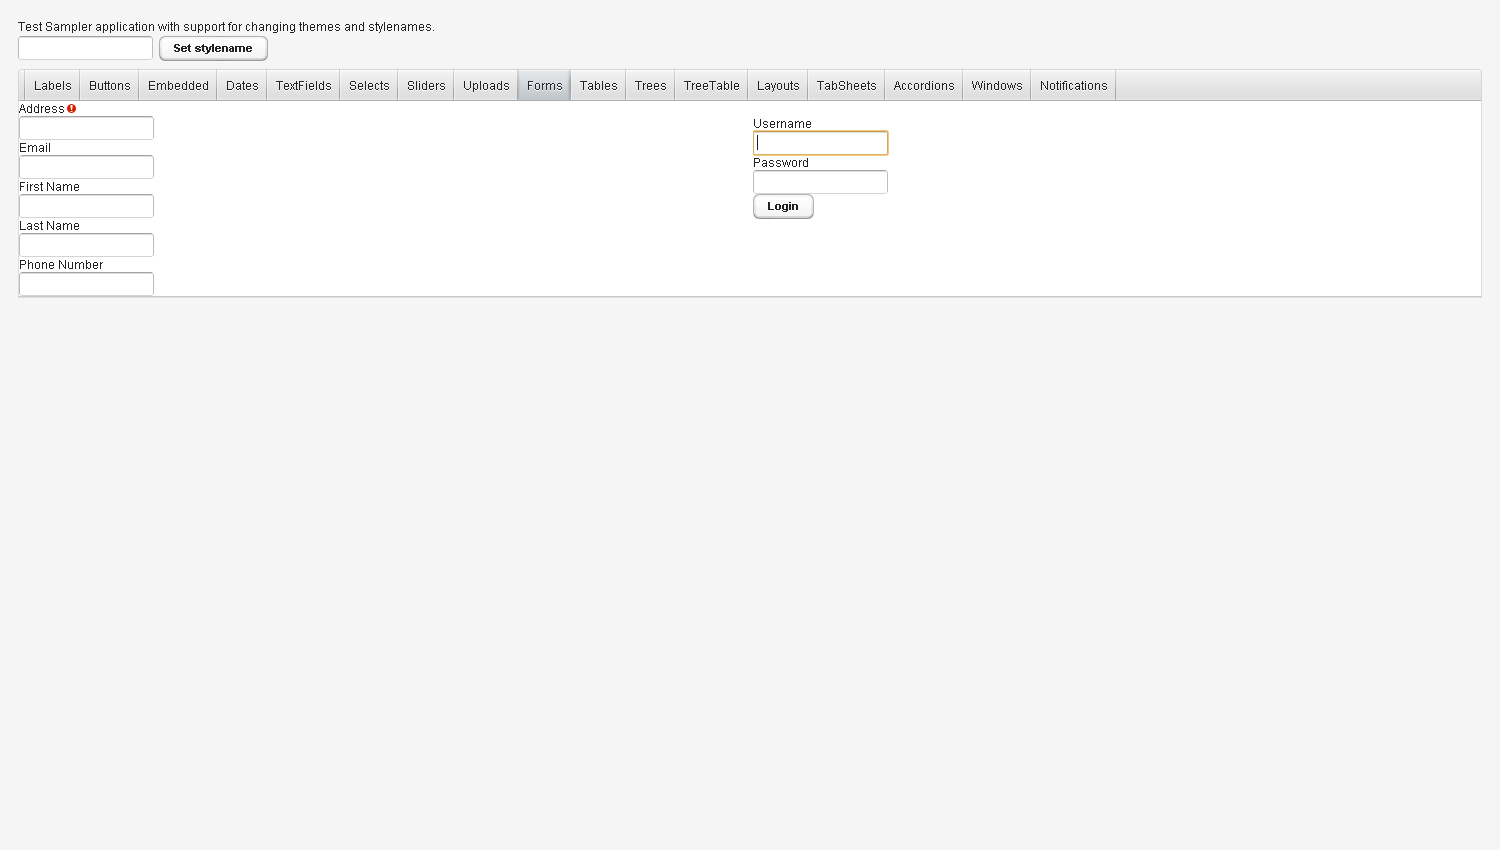 Test Sampler application with support for changing themes and stylenames.
Set stylename
Labels Buttons Embedded Dates TextFields Selects Sliders Uploads Forms Tables Trees TreeTable Layouts TabSheets Accordions Windows Notifications
Address
Email
First Name
Last Name
Phone Number
Username
Password
Login